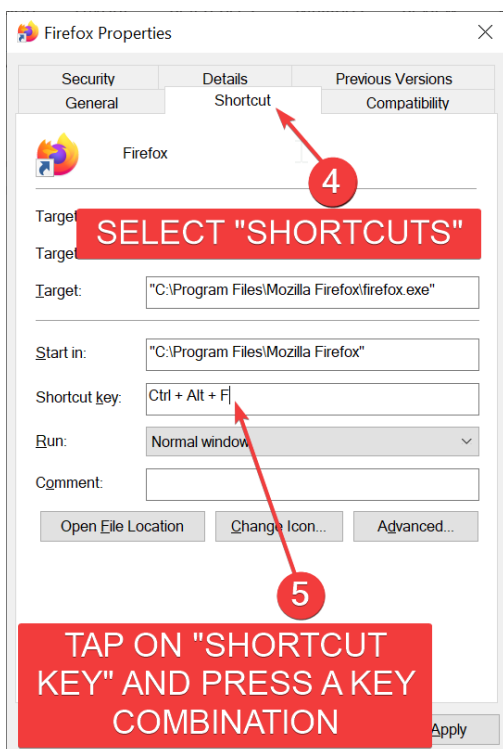 Firefox Properties
Security Details Previous Versions
General Shortcut Compatibility
Firefox
4
Target
SELECT "SHORTCUTS"
Target
Target: "C:\Program Files\Mozilla Firefox\firefox.exe"
Start in: "C:\Program Files\Mozilla Firefox"
Shortcut key: Ctrl + Alt + F
Run: Normal window
Comment:
Open File Location Change Icon... Advanced...
5
TAP ON "SHORTCUT
KEY" AND PRESS A KEY
COMBINATION
Apply